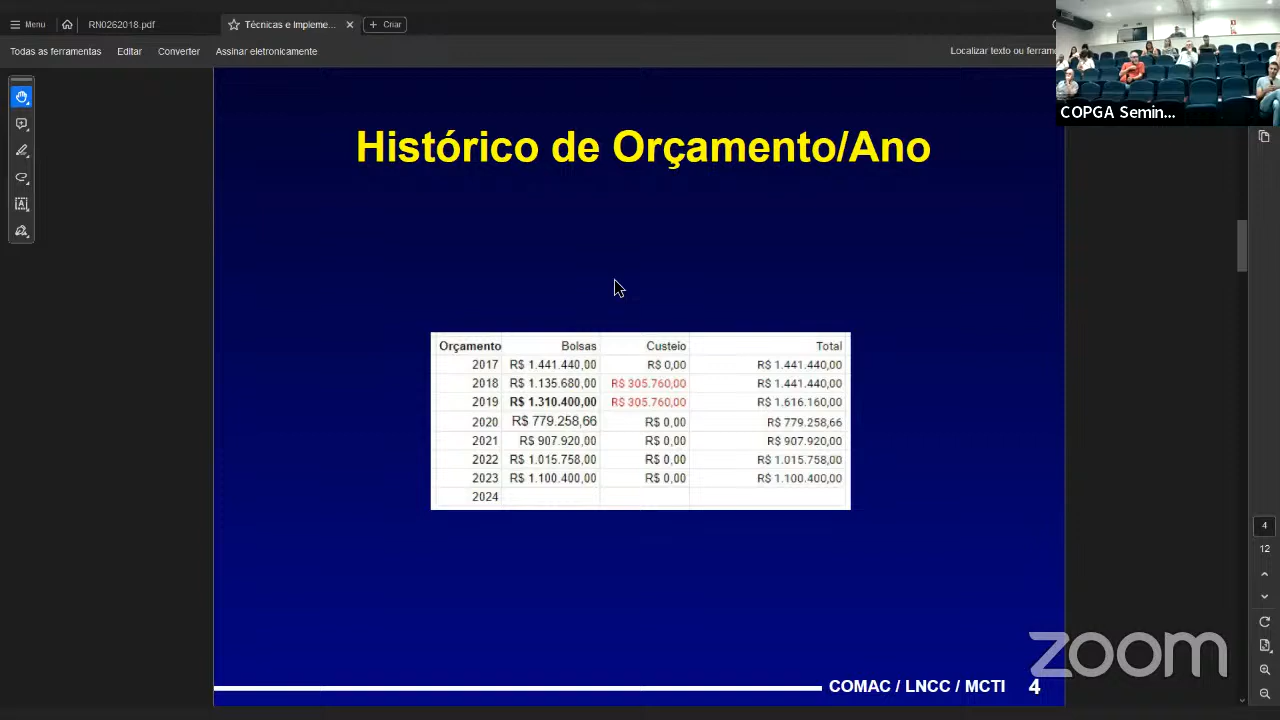 Menu RN0262018.pdf Técnicas e Impleme... Criar
Todas as ferramentas Editar Converter Assinar eletronicamente Localizar texto ou ferram
COPGA Semin...
Histórico de Orçamento/Ano
Orçamento Bolsas Custeio Total
2017 R$ 1.441.440,00 R$ 0,00 R$ 1.441.440,00
2018 R$ 1.135.680,00 R$ 305.760,00 R$ 1.441.440,00
2019 R$ 1.310.400,00 R$ 305.760,00 R$ 1.616.160,00
2020 R$ 779.258,66 R$ 0,00 R$ 779.258,66
2021 R$ 907.920,00 R$ 0,00 R$ 907.920,00
2022 R$ 1.015.758,00 R$ 0,00 R$ 1.015.758,00
2023 R$ 1.100.400,00 R$ 0,00 R$ 1.100.400,00
2024
4
12
zoom
COMAC / LNCC / MCTI 4